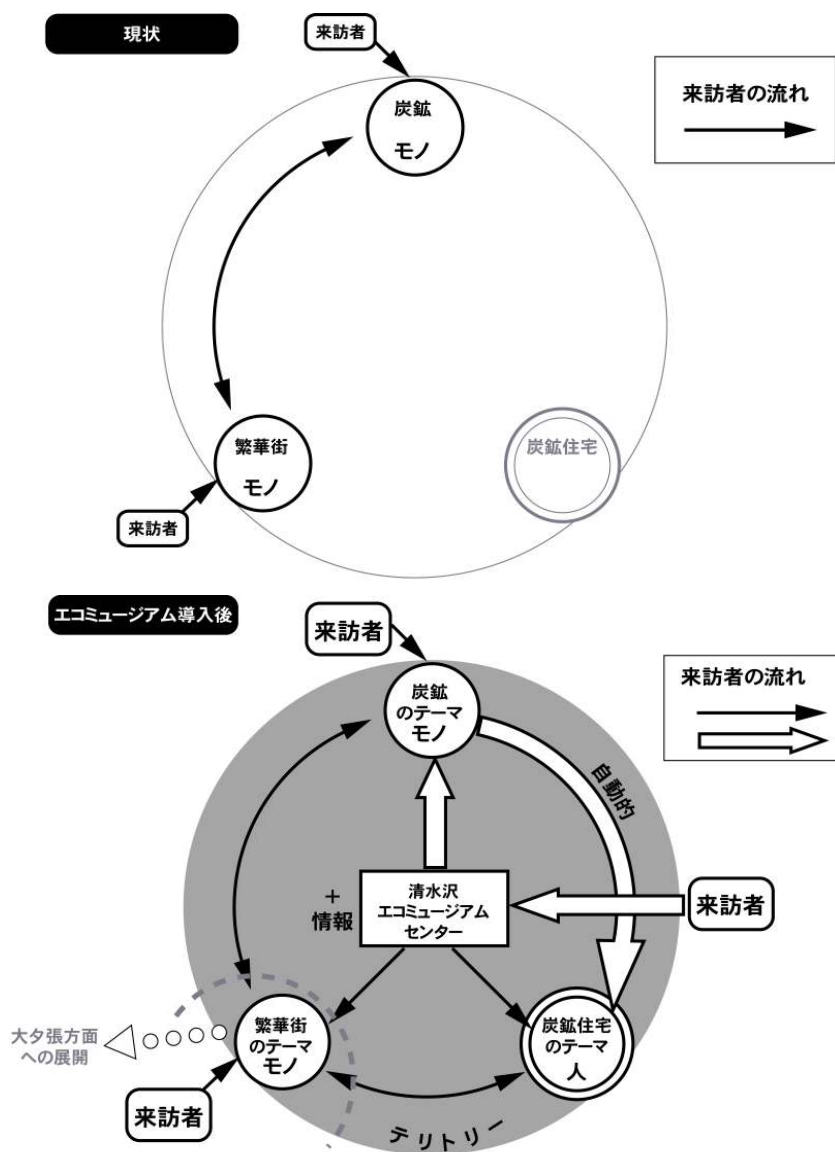 現状
来訪者
来訪者の流れ
炭鉱
モノ
繁華街
モノ
炭鉱住宅
来訪者
エコミュージアム導入後
来訪者
来訪者の流れ
炭鉱
のテーマ
モノ
自動的
＋
情報
清水沢
エコミュージアム
センター
来訪者
大夕張方面
への展開
繁華街
のテーマ
モノ
炭鉱住宅
のテーマ
人
来訪者
テリトリー